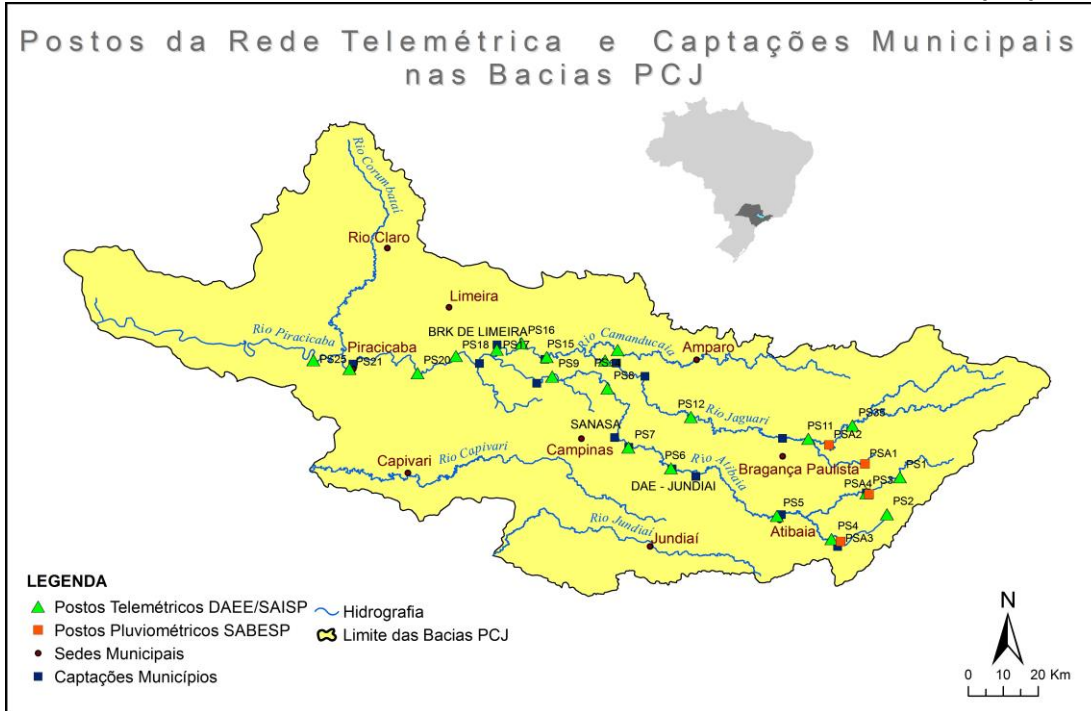 Postos da Rede Telemétrica e Captações Municipais
nas Bacias PCJ
Rio Corumbataí
Rio Claro
Limeira
BRK DE LIMEIRA
PS16
PS18
PS17
PS15
Rio Camanducaia
Rio Piracicaba
Piracicaba
PS20
PS25
PS21
PS9
PS8
Amparo
PS12
Rio Jaguari
PS38
PS11
PSA2
SANASA
Campinas
PS7
Rio Atibaia
Bragança Paulista
PSA1
PS6
DAE - JUNDIAI
Capivari
Rio Capivari
PS1
PS3
PSA4
PS2
PS5
Atibaia
PS4
PSA3
Rio Jundiaí
Jundiaí
LEGENDA
Postos Telemétricos DAEE/SAISP
Hidrografia
Postos Pluviométricos SABESP
Limite das Bacias PCJ
Sedes Municipais
Captações Municípios
N
0 10 20 Km